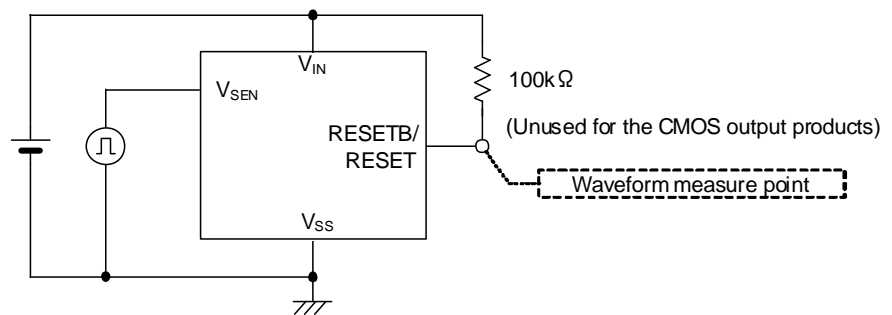 V_IN
100kΩ
V_SEN
(Unused for the CMOS output products)
RESETB/
RESET
Waveform measure point
V_SS